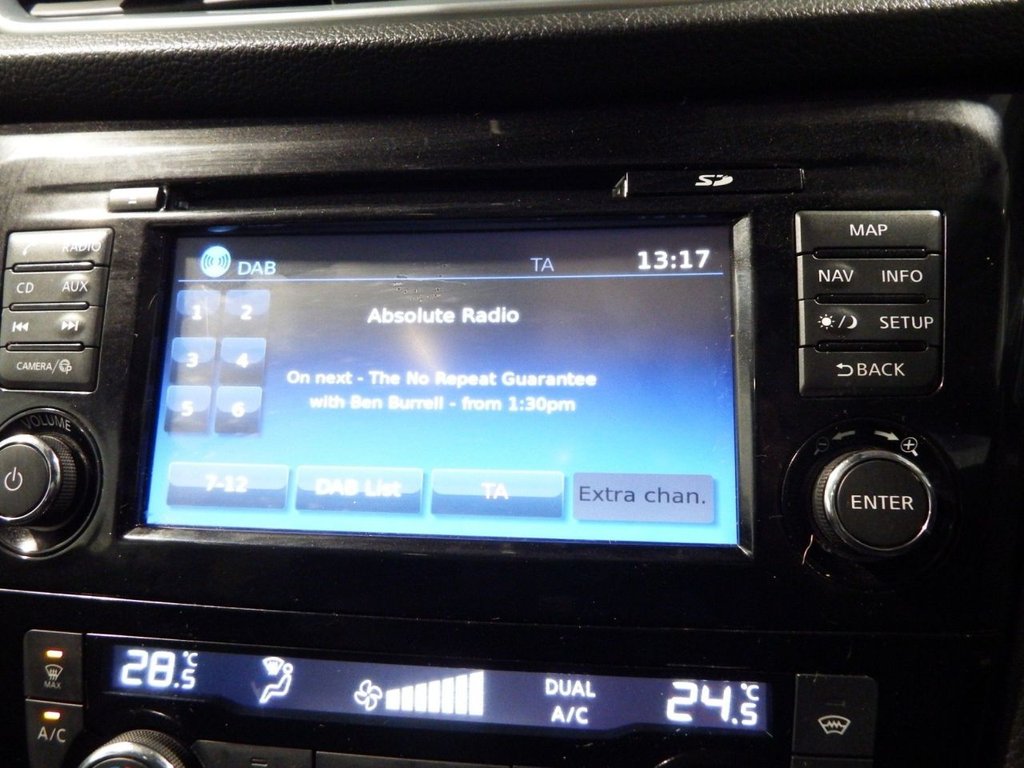 SD
RADIO
CD AUX
CAMERA/
VOLUME
DAB TA 13:17
1 2
3 4
5 6
Absolute Radio
On next - The No Repeat Guarantee
with Ben Burrell - from 1:30pm
7-12 DAB List TA Extra chan.
MAP
NAV INFO
/ SETUP
BACK
ENTER
MAX
A/C
28.5°C
DUAL
A/C
24.5°C